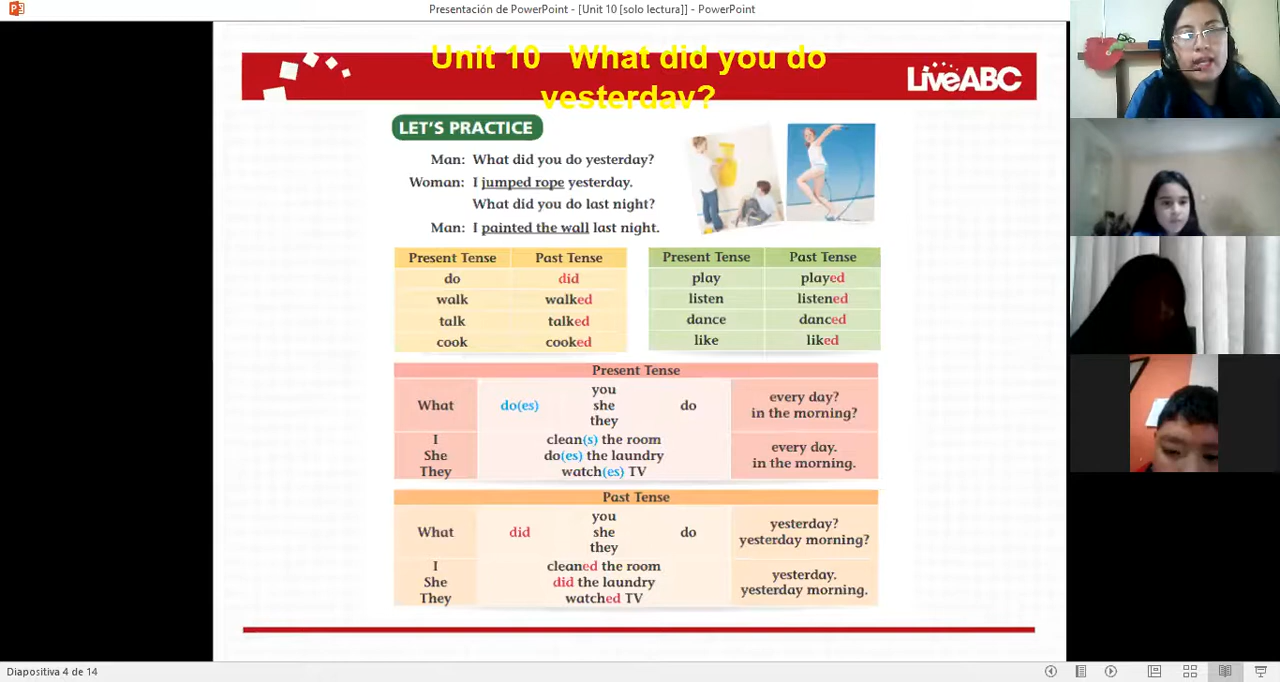 Presentación de PowerPoint - [Unit 10 [solo lectura]] - PowerPoint
Unit 10 What did you do
yesterday?
LiveABC
LET'S PRACTICE
Man: What did you do yesterday?
Woman: I jumped rope yesterday.
What did you do last night?
Man: I painted the wall last night.
Present Tense Past Tense
do did
walk walked
talk talked
cook cooked
Present Tense Past Tense
play played
listen listened
dance danced
like liked
Present Tense
What do(es) you she they do every day? in the morning?
I clean(s) the room every day.
She do(es) the laundry in the morning.
They watch(es) TV
Past Tense
What did you she they do yesterday? yesterday morning?
I cleaned the room yesterday.
She did the laundry yesterday morning.
They watched TV
Diapositiva 4 de 14